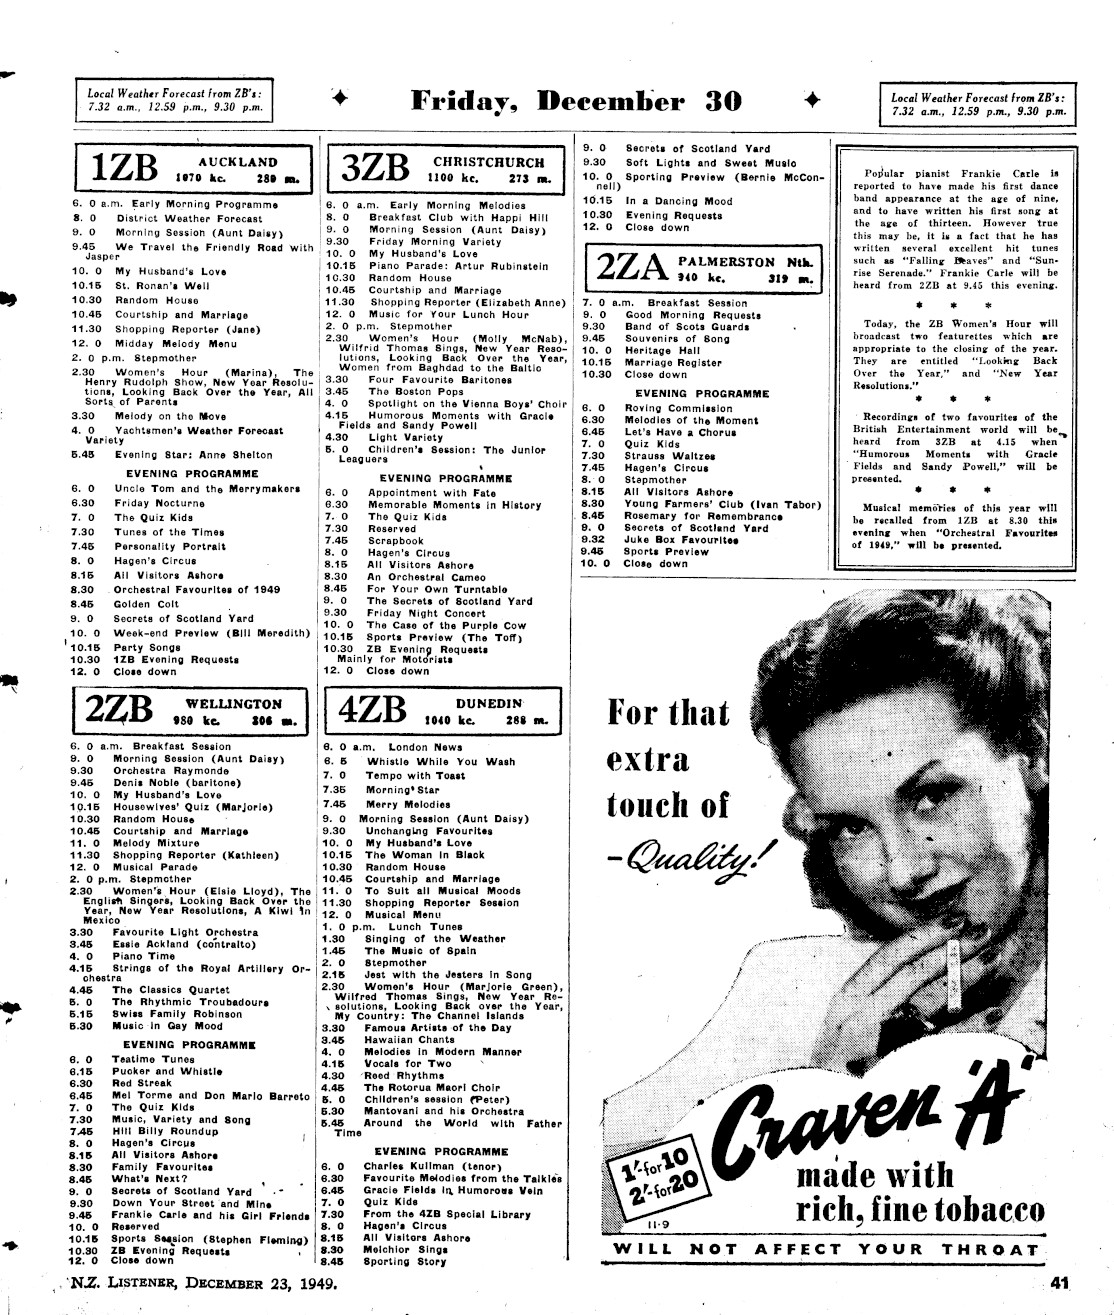 Local Weather Forecast from ZB's:
7.32 a.m., 12.59 p.m., 9.30 p.m.
Friday, December 30
Local Weather Forecast from ZB's:
7.32 a.m., 12.59 p.m., 9.30 p.m.
1ZB AUCKLAND
1070 kc. 280 m.
6. 0 a.m. Early Morning Programme
8. 0 District Weather Forecast
9. 0 Morning Session (Aunt Daisy)
9.45 We Travel the Friendly Road with
Jasper
10. 0 My Husband's Love
10.15 St. Ronan's Well
10.30 Random House
10.45 Courtship and Marriage
11.30 Shopping Reporter (Jane)
12. 0 Midday Melody Menu
2. 0 p.m. Stepmother
2.30 Women's Hour (Marina), The
Henry Rudolph Show, New Year Resolu-
tions, Looking Back Over the Year, All
Sorts of Parents
3.30 Melody on the Move
4. 0 Yachtsmen's Weather Forecast
Variety
5.45 Evening Star: Anne Shelton
EVENING PROGRAMME
6. 0 Uncle Tom and the Merrymakers
6.30 Friday Nocturne
7. 0 The Quiz Kids
7.30 Tunes of the Times
7.45 Personality Portrait
8. 0 Hagen's Circus
8.15 All Visitors Ashore
8.30 Orchestral Favourites of 1949
8.45 Golden Colt
9. 0 Secrets of Scotland Yard
10. 0 Week-end Preview (Bill Meredith)
10.15 Party Songs
10.30 1ZB Evening Requests
12. 0 Close down
2ZB WELLINGTON
980 kc. 306 m.
6. 0 a.m. Breakfast Session
9. 0 Morning Session (Aunt Daisy)
9.30 Orchestra Raymonde
9.45 Denis Noble (baritone)
10. 0 My Husband's Love
10.15 Housewives' Quiz (Marjorie)
10.30 Random House
10.45 Courtship and Marriage
11. 0 Melody Mixture
11.30 Shopping Reporter (Kathleen)
12. 0 Musical Parade
2. 0 p.m. Stepmother
2.30 Women's Hour (Elsie Lloyd), The
English Singers, Looking Back Over the
Year, New Year Resolutions, A Kiwi in
Mexico
3.30 Favourite Light Orchestra
3.45 Essie Ackland (contralto)
4. 0 Piano Time
4.15 Strings of the Royal Artillery Or-
chestra
4.45 The Classics Quartet
5. 0 The Rhythmic Troubadours
5.15 Swiss Family Robinson
5.30 Music in Gay Mood
EVENING PROGRAMME
6. 0 Teatime Tunes
6.15 Pucker and Whistle
6.30 Red Streak
6.45 Mel Torme and Don Marlo Barreto
7. 0 The Quiz Kids
7.30 Music, Variety and Song
7.45 Hill Billy Roundup
8. 0 Hagen's Circus
8.15 All Visitors Ashore
8.30 Family Favourites
8.45 What's Next?
9. 0 Secrets of Scotland Yard
9.30 Down Your Street and Mine
9.45 Frankie Carle and his Girl Friends
10. 0 Reserved
10.15 Sports Session (Stephen Fleming)
10.30 ZB Evening Requests
12. 0 Close down
3ZB CHRISTCHURCH
1100 kc. 273 m.
6. 0 a.m. Early Morning Melodies
8. 0 Breakfast Club with Happi Hill
9. 0 Morning Session (Aunt Daisy)
9.30 Friday Morning Variety
10. 0 My Husband's Love
10.15 Piano Parade: Artur Rubinstein
10.30 Random House
10.45 Courtship and Marriage
11.30 Shopping Reporter (Elizabeth Anne)
12. 0 Music for Your Lunch Hour
2. 0 p.m. Stepmother
2.30 Women's Hour (Molly McNab),
Wilfrid Thomas Sings, New Year Reso-
lutions, Looking Back Over the Year,
Women from Baghdad to the Baltic
3.30 Four Favourite Baritones
3.45 The Boston Pops
4. 0 Spotlight on the Vienna Boys' Choir
4.15 Humorous Moments with Gracie
Fields and Sandy Powell
4.30 Light Variety
5. 0 Children's Session: The Junior
Leaguers
EVENING PROGRAMME
6. 0 Appointment with Fate
6.30 Memorable Moments in History
7. 0 The Quiz Kids
7.30 Reserved
7.45 Scrapbook
8. 0 Hagen's Circus
8.15 All Visitors Ashore
8.30 An Orchestral Cameo
8.45 For Your Own Turntable
9. 0 The Secrets of Scotland Yard
9.30 Friday Night Concert
10. 0 The Case of the Purple Cow
10.15 Sports Preview (The Toff)
10.30 ZB Evening Requests
Mainly for Motorists
12. 0 Close down
4ZB DUNEDIN
1040 kc. 288 m.
6. 0 a.m. London News
6. 5 Whistle While You Wash
7. 0 Tempo with Toast
7.35 Morning Star
7.45 Merry Melodies
9. 0 Morning Session (Aunt Daisy)
9.30 Unchanging Favourites
10. 0 My Husband's Love
10.15 The Woman in Black
10.30 Random House
10.45 Courtship and Marriage
11. 0 To Suit all Musical Moods
11.30 Shopping Reporter Session
12. 0 Musical Menu
1. 0 p.m. Lunch Tunes
1.30 Singing of the Weather
1.45 The Music of Spain
2. 0 Stepmother
2.15 Jest with the Jesters in Song
2.30 Women's Hour (Marjorie Green),
Wilfred Thomas Sings, New Year Re-
solutions, Looking Back over the Year,
My Country: The Channel Islands
3.30 Famous Artists of the Day
3.45 Hawaiian Chants
4. 0 Melodies in Modern Manner
4.15 Vocals for Two
4.30 Reed Rhythms
4.45 The Rotorua Maori Choir
5. 0 Children's session (Peter)
5.30 Mantovani and his Orchestra
5.45 Around the World with Father
Time
EVENING PROGRAMME
6. 0 Charles Kullman (tenor)
6.30 Favourite Melodies from the Talkies
6.45 Gracie Fields in Humorous Vein
7. 0 Quiz Kids
7.30 From the 4ZB Special Library
8. 0 Hagen's Circus
8.15 All Visitors Ashore
8.30 Melchior Sings
8.45 Sporting Story
9. 0 Secrets of Scotland Yard
9.30 Soft Lights and Sweet Music
10. 0 Sporting Preview (Bernie McCon-
nell)
10.15 In a Dancing Mood
10.30 Evening Requests
12. 0 Close down
2ZA PALMERSTON Nth.
940 kc. 319 m.
7. 0 a.m. Breakfast Session
9. 0 Good Morning Requests
9.30 Band of Scots Guards
9.45 Souvenirs of Song
10. 0 Heritage Hall
10.15 Marriage Register
10.30 Close down
EVENING PROGRAMME
6. 0 Roving Commission
6.30 Melodies of the Moment
6.45 Let's Have a Chorus
7. 0 Quiz Kids
7.30 Strauss Waltzes
7.45 Hagen's Circus
8. 0 Stepmother
8.15 All Visitors Ashore
8.30 Young Farmers' Club (Ivan Tabor)
8.45 Rosemary for Remembrance
9. 0 Secrets of Scotland Yard
9.32 Juke Box Favourites
9.45 Sports Preview
10. 0 Close down
Popular pianist Frankie Carle is
reported to have made his first dance
band appearance at the age of nine,
and to have written his first song at
the age of thirteen. However true
this may be, it is a fact that he has
written several excellent hit tunes
such as "Falling Leaves" and "Sun-
rise Serenade." Frankie Carle will be
heard from 2ZB at 9.45 this evening.
* * *
Today, the ZB Women's Hour will
broadcast two featurettes which are
appropriate to the closing of the year.
They are entitled "Looking Back
Over the Year," and "New Year
Resolutions."
* * *
Recordings of two favourites of the
British Entertainment world will be
heard from 3ZB at 4.15 when
"Humorous Moments with Gracie
Fields and Sandy Powell," will be
presented.
* * *
Musical memories of this year will
be recalled from 1ZB at 8.30 this
evening when "Orchestral Favourites
of 1949," will be presented.
For that
extra
touch of
-Quality!
Craven 'A'
1/- for 10
2/- for 20
11.9
made with
rich, fine tobacco
WILL NOT AFFECT YOUR THROAT
N.Z. LISTENER, DECEMBER 23, 1949.
41